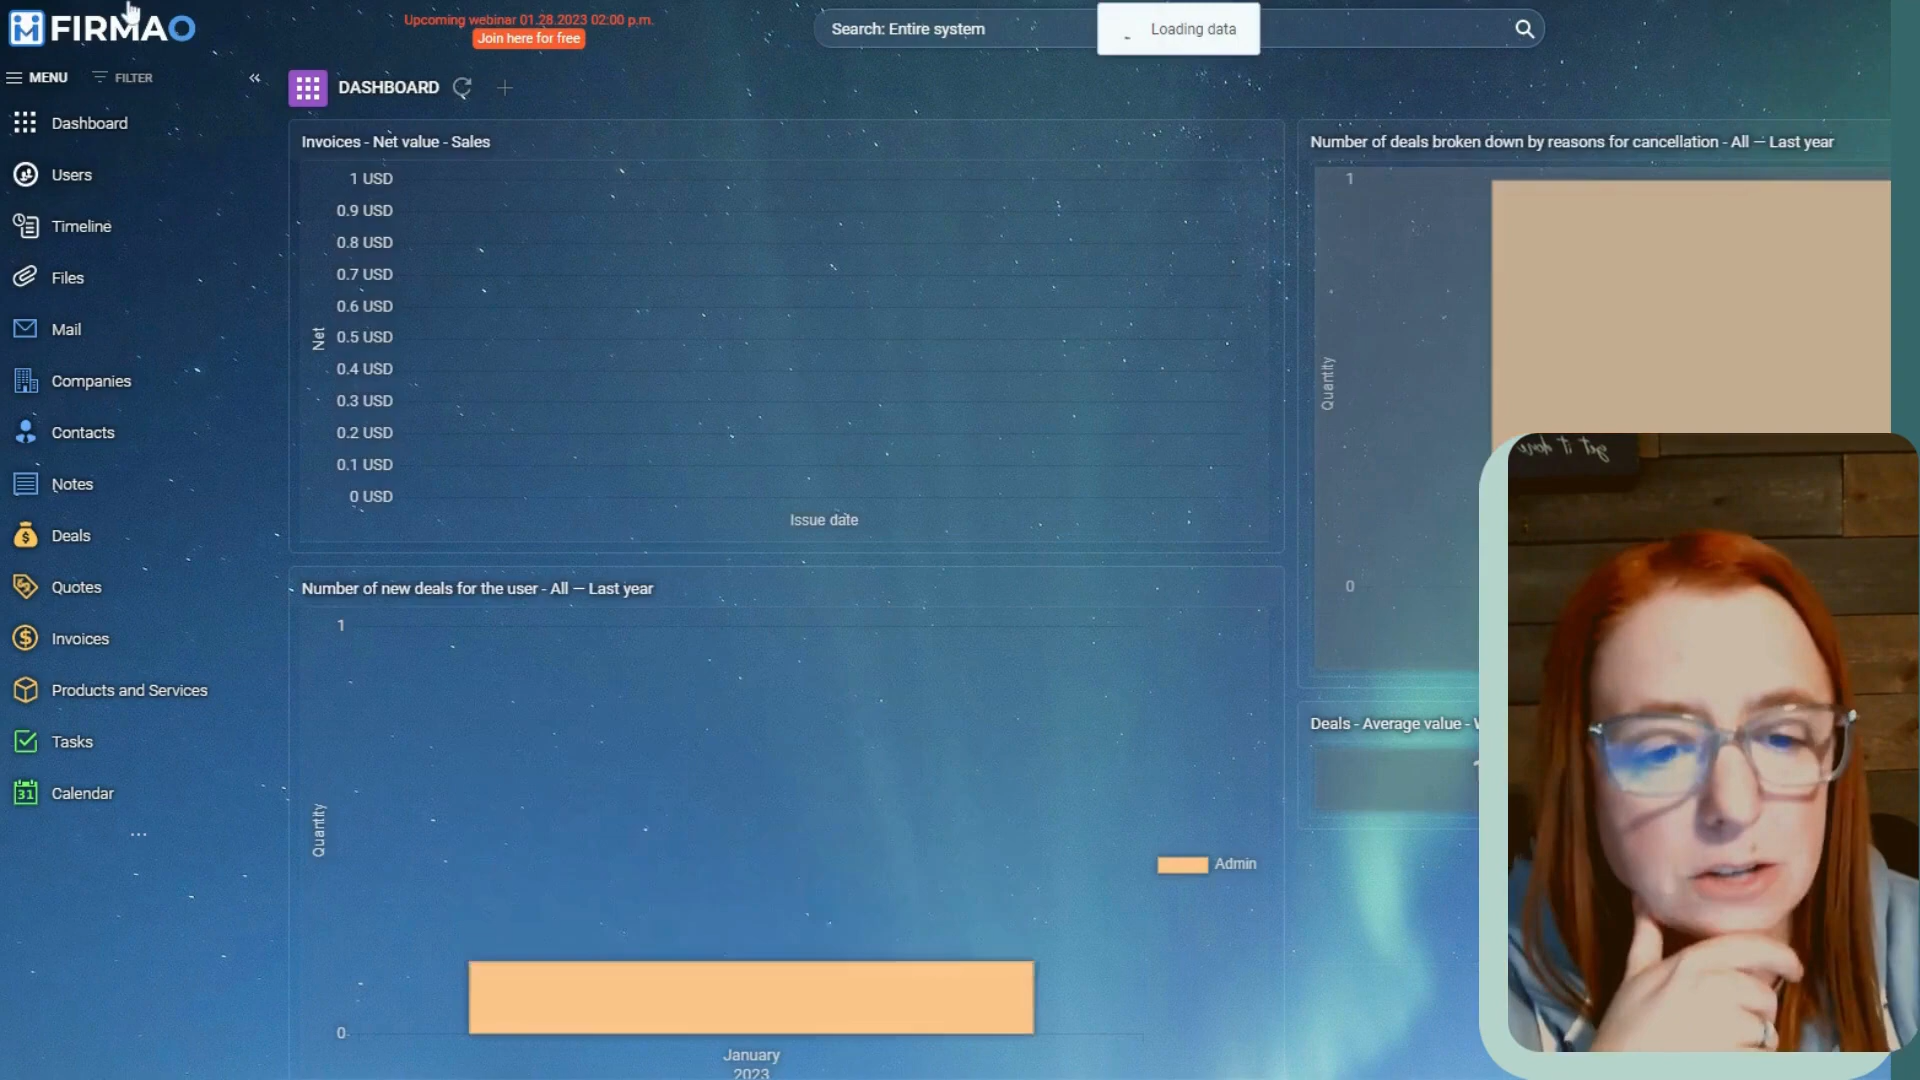 FIRMAO
Upcoming webinar 01.28.2023 02:00 p.m.
Join here for free
Search: Entire system
Loading data
MENU
FILTER
DASHBOARD
Dashboard
Users
Timeline
Files
Mail
Companies
Contacts
Notes
Deals
Quotes
Invoices
Products and Services
Tasks
31
Calendar
...
Invoices - Net value - Sales
1 USD
0.9 USD
0.8 USD
0.7 USD
0.6 USD
0.5 USD
0.4 USD
0.3 USD
0.2 USD
0.1 USD
0 USD
Net
Issue date
Number of deals broken down by reasons for cancellation - All — Last year
1
Quantity
0
Number of new deals for the user - All — Last year
1
Quantity
0
Admin
January
2023
Deals - Average value -
get it done